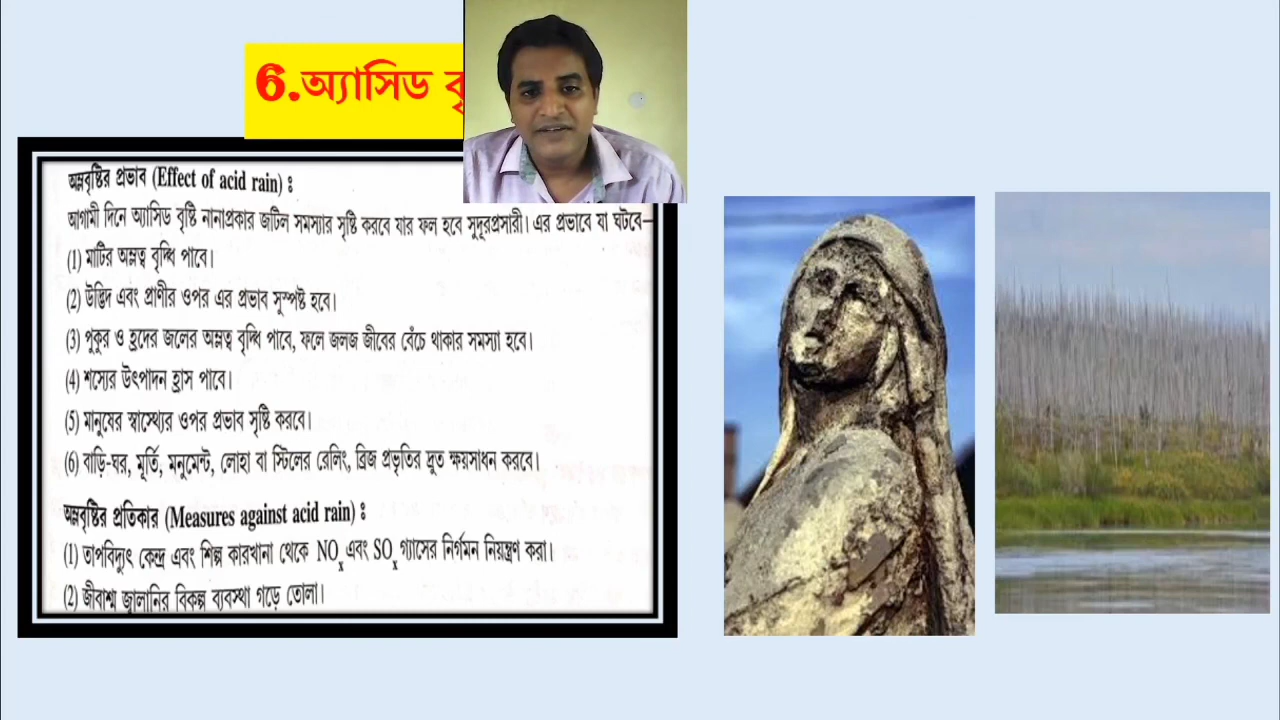 6.অ্যাসিড
অম্লবৃষ্টির প্রভাব (Effect of acid rain) :
আগামী দিনে অ্যাসিড বৃষ্টি নানাপ্রকার জটিল সমস্যার সৃষ্টি করবে যার ফল হবে সুদূরপ্রসারী। এর প্রভাবে যা ঘটবে—
(1) মাটির অম্লত্ব বৃদ্ধি পাবে।
(2) উদ্ভিদ এবং প্রাণীর ওপর এর প্রভাব সুস্পষ্ট হবে।
(3) পুকুর ও হ্রদের জলের অম্লত্ব বৃদ্ধি পাবে, ফলে জলজ জীবের বেঁচে থাকার সমস্যা হবে।
(4) শস্যের উৎপাদন হ্রাস পাবে।
(5) মানুষের স্বাস্থ্যের ওপর প্রভাব সৃষ্টি করবে।
(6) বাড়ি-ঘর, মূর্তি, মনুমেন্ট, লোহা বা স্টিলের রেলিং, ব্রিজ প্রভৃতির দ্রুত ক্ষয়সাধন করবে।
অম্লবৃষ্টির প্রতিকার (Measures against acid rain) :
(1) তাপবিদ্যুৎ কেন্দ্র এবং শিল্প কারখানা থেকে NOx এবং SOx গ্যাসের নির্গমন নিয়ন্ত্রণ করা।
(2) জীবাশ্ম জ্বালানির বিকল্প ব্যবস্থা গড়ে তোলা।